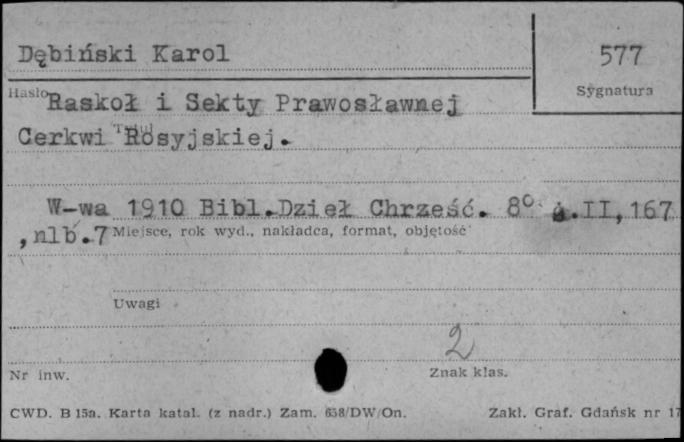 Dębiński Karol
577
Hasło
Sygnatura
Raskoł i Sekty Prawosławnej
Tytuł
Cerkwi Rosyjskiej.
W-wa 1910 Bibl.Dzieł Chrześć. 8° s.II,167
,nlb.7
Miejsce, rok wyd., nakładca, format, objętość
Uwagi
2
Nr inw.
Znak klas.
CWD. B 15a. Karta katal. (z nadr.) Zam. 658/DW/On.
Zakł. Graf. Gdańsk nr 17